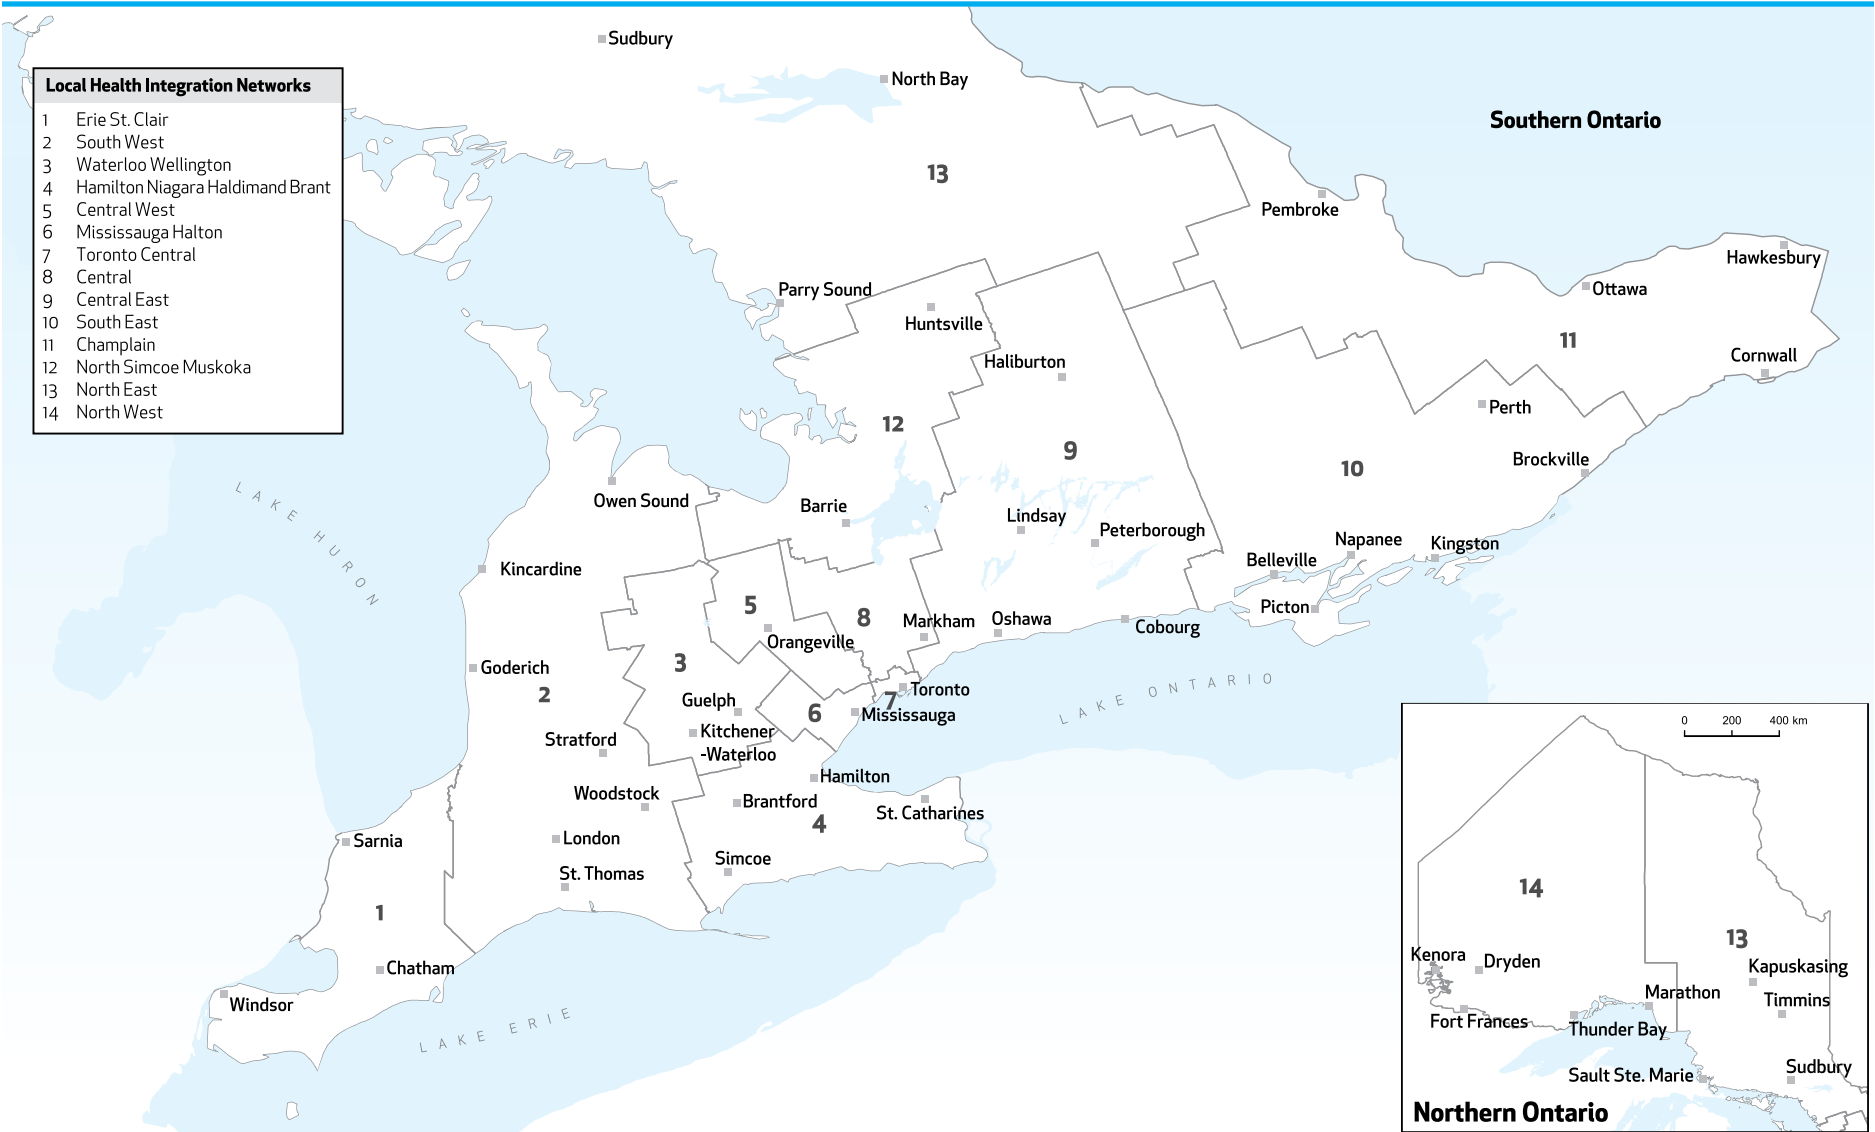 Local Health Integration Networks
1 Erie St. Clair
2 South West
3 Waterloo Wellington
4 Hamilton Niagara Haldimand Brant
5 Central West
6 Mississauga Halton
7 Toronto Central
8 Central
9 Central East
10 South East
11 Champlain
12 North Simcoe Muskoka
13 North East
14 North West
Southern Ontario
Sudbury
North Bay
13
Pembroke
Hawkesbury
Ottawa
Parry Sound
Huntsville
11
Cornwall
Haliburton
Perth
12
9
10
Brockville
Owen Sound
Barrie
Lindsay
Peterborough
Napanee
Kingston
Belleville
Picton
LAKE HURON
Kincardine
5
8
Orangeville
Markham
Oshawa
Cobourg
Goderich
2
3
Guelph
6
7
Toronto
Mississauga
LAKE ONTARIO
Stratford
Kitchener
-Waterloo
Hamilton
Woodstock
Brantford
4
St. Catharines
London
Sarnia
Simcoe
St. Thomas
1
Chatham
Windsor
LAKE ERIE
0 200 400 km
14
13
Kenora
Dryden
Kapuskasing
Marathon
Timmins
Fort Frances
Thunder Bay
Sault Ste. Marie
Sudbury
Northern Ontario